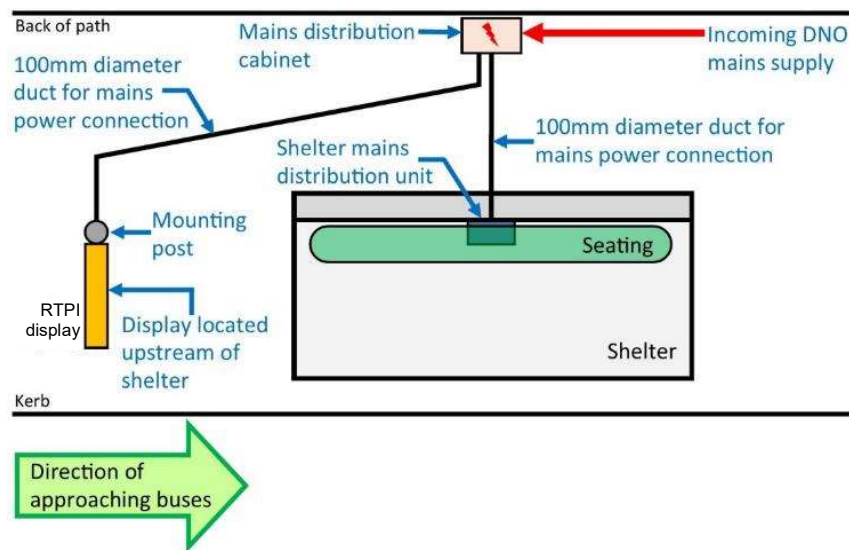 Back of path
Mains distribution
cabinet
Incoming DNO
mains supply
100mm diameter
duct for mains
power connection
100mm diameter duct for
mains power connection
Shelter mains
distribution unit
Mounting
post
Seating
RTPI
display
Display located
upstream of
shelter
Shelter
Kerb
Direction of
approaching buses